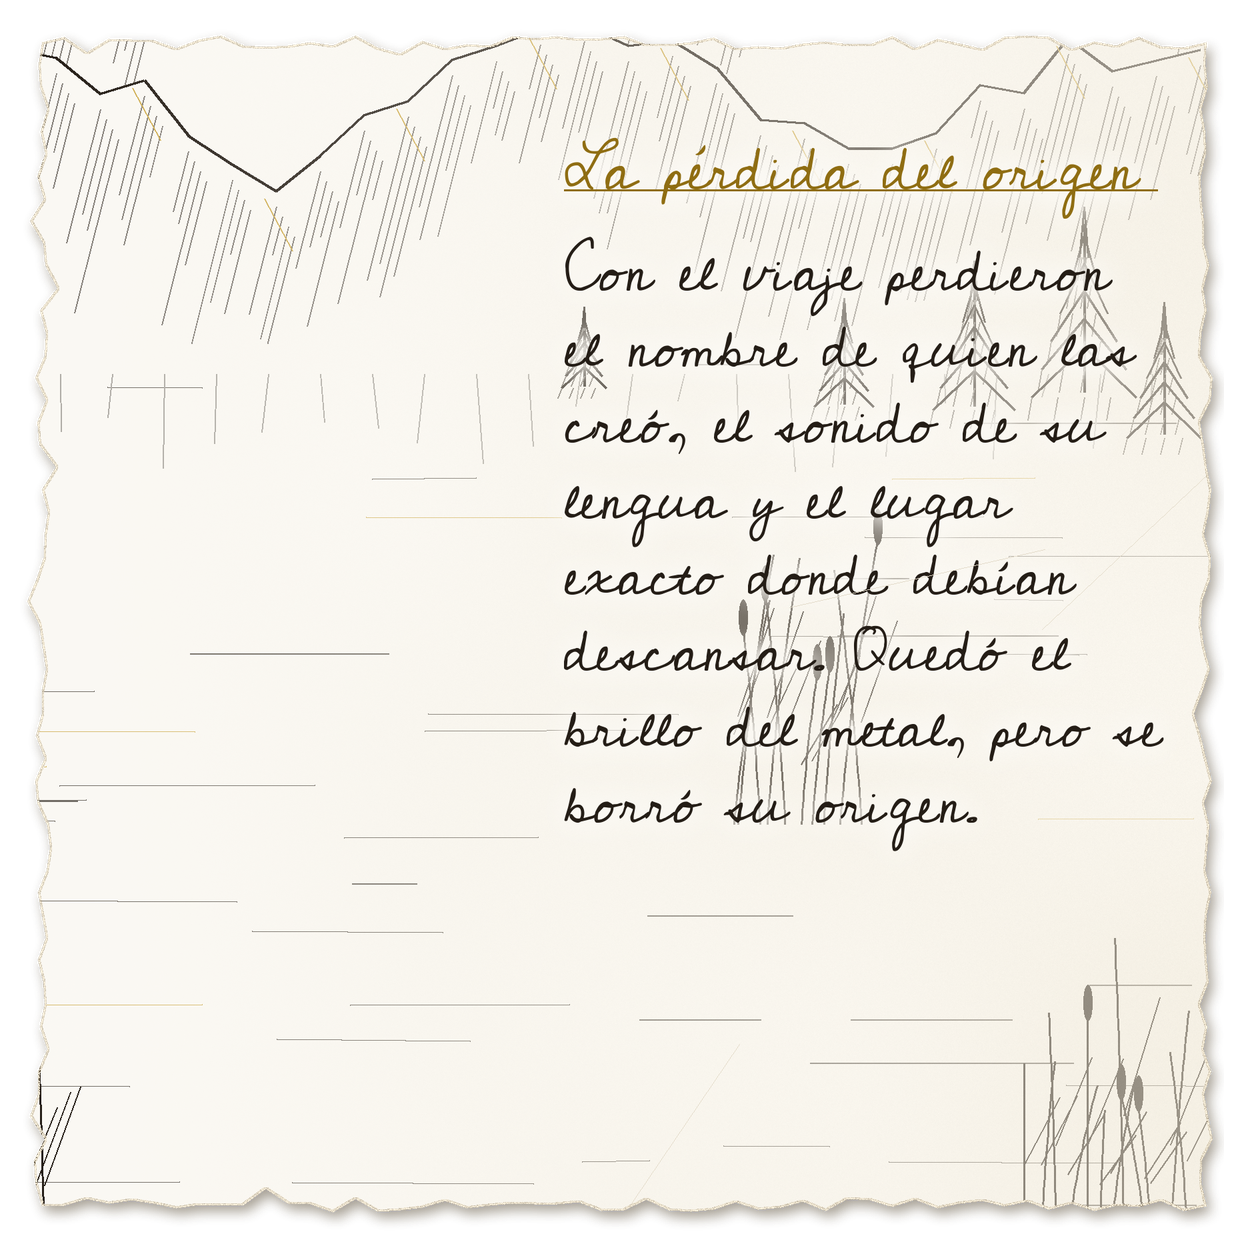 La pérdida del origen
Con el viaje perdieron
el nombre de quien las
creó, el sonido de su
lengua y el lugar
exacto donde debían
descansar. Quedó el
brillo del metal, pero se
borró su origen.